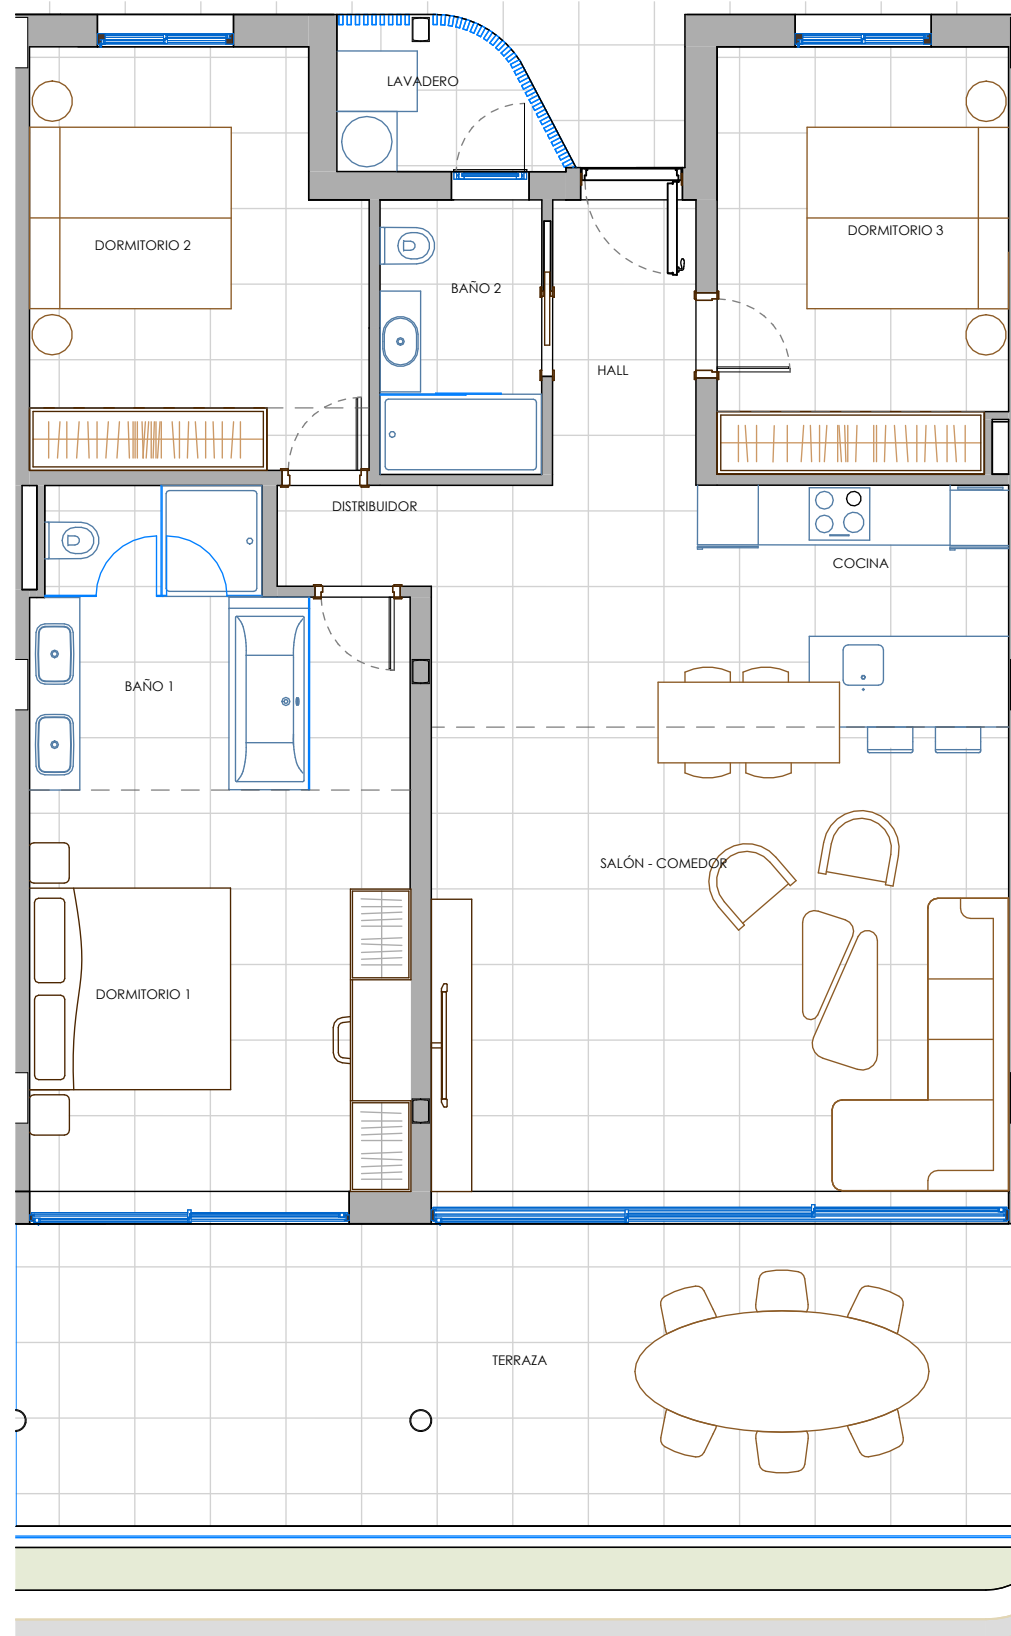 LAVADERO
DORMITORIO 2
DORMITORIO 3
BAÑO 2
HALL
DISTRIBUIDOR
COCINA
BAÑO 1
SALÓN - COMEDOR
DORMITORIO 1
TERRAZA